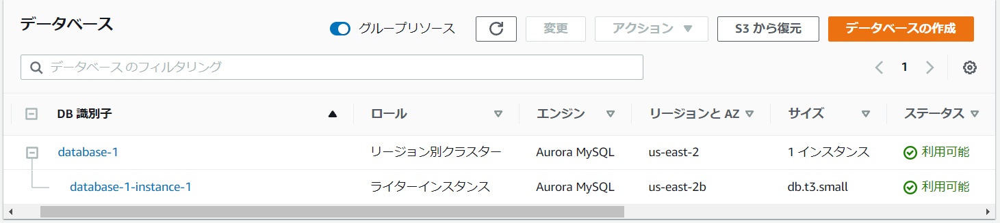 データベース
グループリソース
変更
アクション
S3 から復元
データベースの作成
データベース のフィルタリング
1
DB 識別子 ロール エンジン リージョンと AZ サイズ ステータス
database-1 リージョン別クラスター Aurora MySQL us-east-2 1 インスタンス 利用可能
database-1-instance-1 ライターインスタンス Aurora MySQL us-east-2b db.t3.small 利用可能